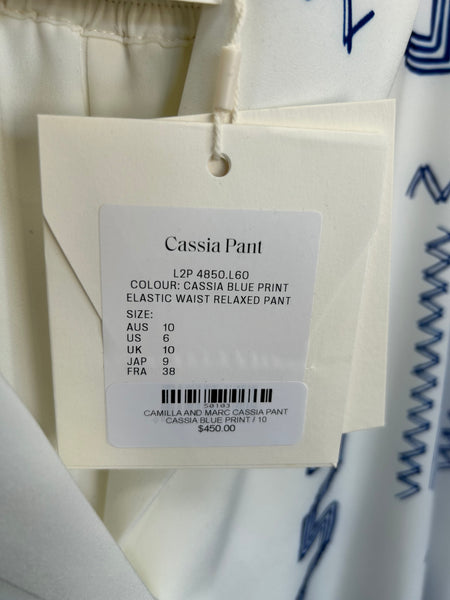 Cassia Pant
L2P 4850.L60
COLOUR: CASSIA BLUE PRINT
ELASTIC WAIST RELAXED PANT
SIZE:
AUS 10
US 6
UK 10
JAP 9
FRA 38
50103
CAMILLA AND MARC CASSIA PANT
CASSIA BLUE PRINT / 10
$450.00